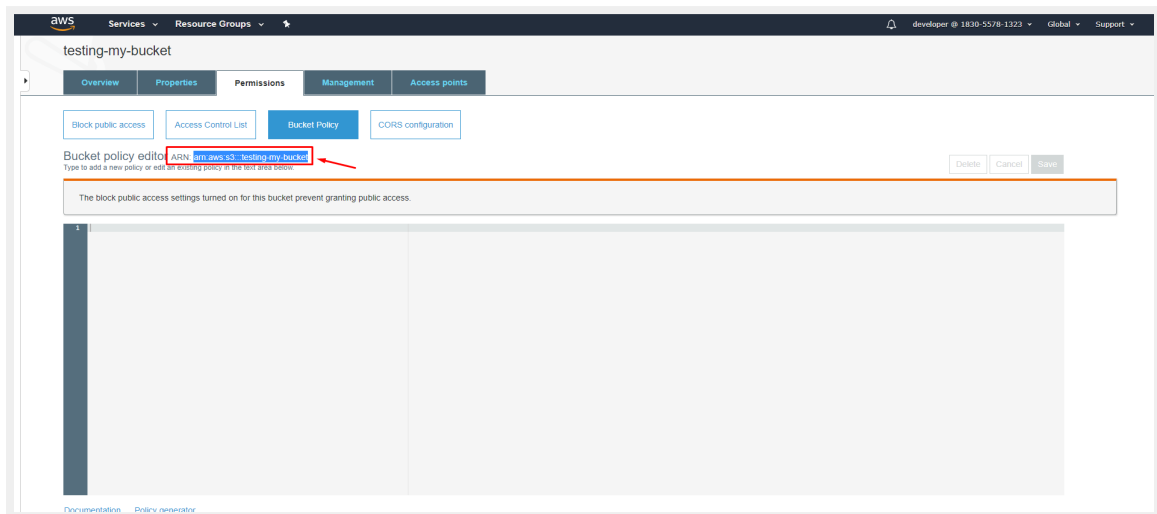 aws Services Resource Groups developer @ 1830-5578-1323 Global Support
testing-my-bucket
Overview Properties Permissions Management Access points
Block public access Access Control List Bucket Policy CORS configuration
Bucket policy editor ARN: arn:aws:s3:::testing-my-bucket
Type to add a new policy or edit an existing policy in the text area below.
Delete Cancel Save
The block public access settings turned on for this bucket prevent granting public access.
1
Documentation Policy generator